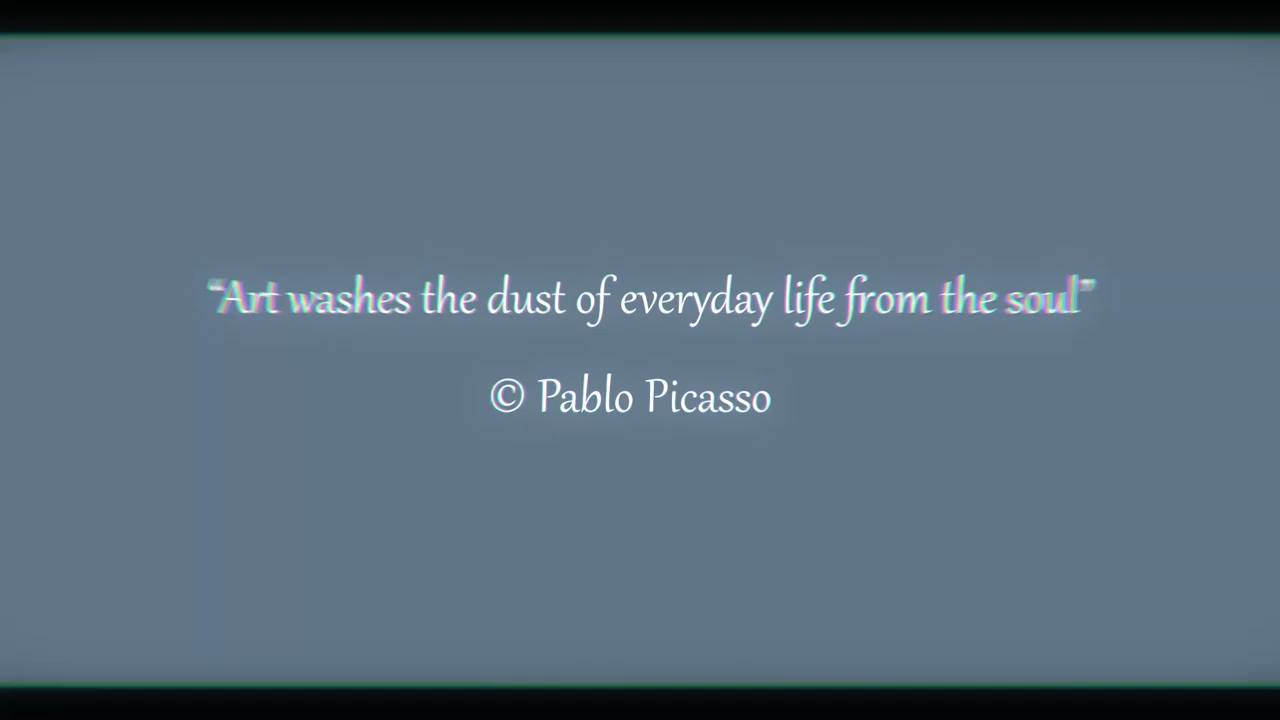 “Art washes the dust of everyday life from the soul”
© Pablo Picasso